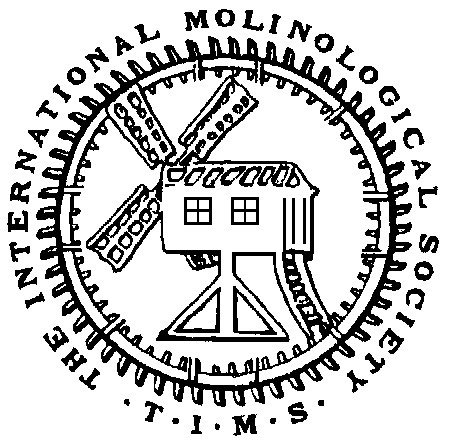 THE INTERNATIONAL MOLINOLOGICAL SOCIETY
· T · I · M · S ·